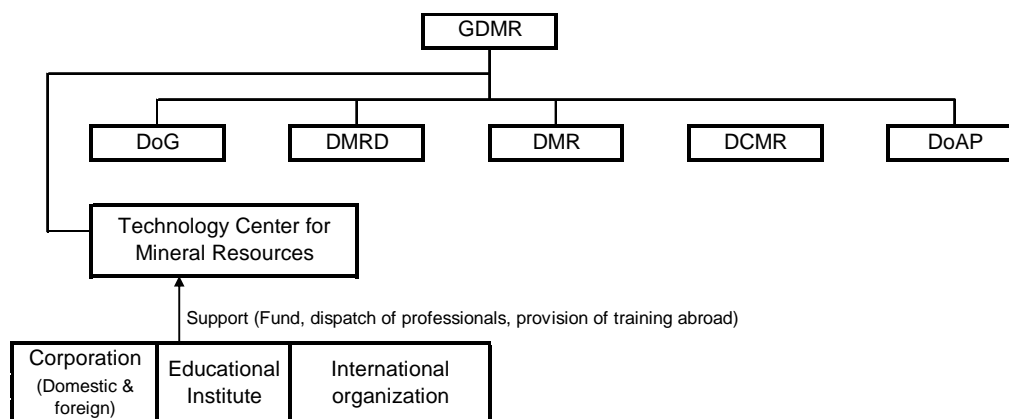 GDMR
DoG
DMRD
DMR
DCMR
DoAP
Technology Center for
Mineral Resources
Support (Fund, dispatch of professionals, provision of training abroad)
Corporation
(Domestic &
foreign)
Educational
Institute
International
organization